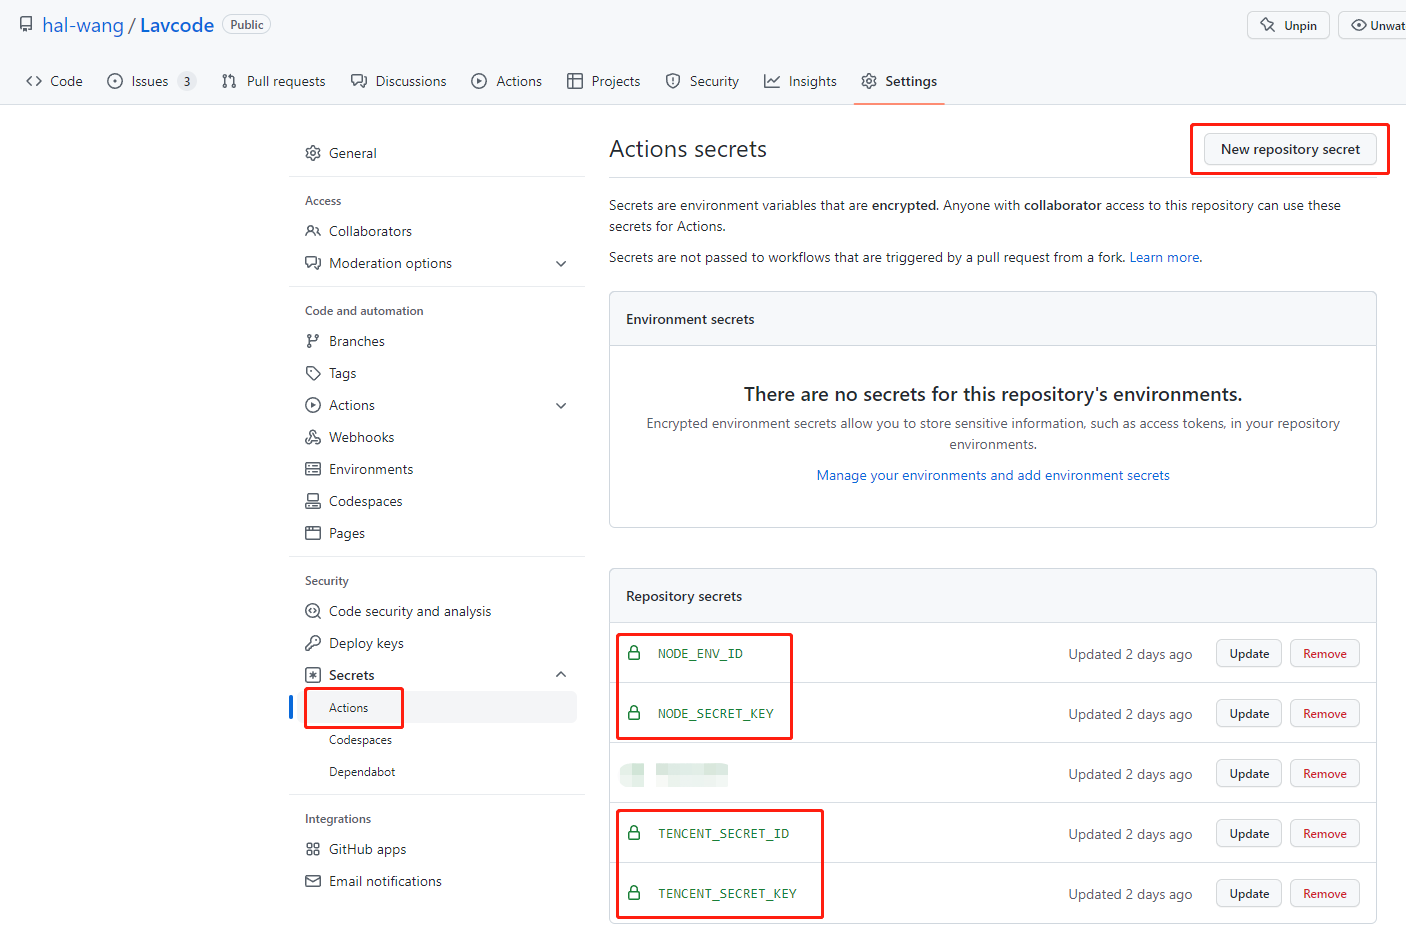 hal-wang / Lavcode Public
Unpin
Unwat
Code
Issues 3
Pull requests
Discussions
Actions
Projects
Security
Insights
Settings
General
Access
Collaborators
Moderation options
Code and automation
Branches
Tags
Actions
Webhooks
Environments
Codespaces
Pages
Security
Code security and analysis
Deploy keys
Secrets
Actions
Codespaces
Dependabot
Integrations
GitHub apps
Email notifications
Actions secrets
New repository secret
Secrets are environment variables that are encrypted. Anyone with collaborator access to this repository can use these
secrets for Actions.
Secrets are not passed to workflows that are triggered by a pull request from a fork. Learn more.
Environment secrets
There are no secrets for this repository's environments.
Encrypted environment secrets allow you to store sensitive information, such as access tokens, in your repository
environments.
Manage your environments and add environment secrets
Repository secrets
NODE_ENV_ID Updated 2 days ago Update Remove
NODE_SECRET_KEY Updated 2 days ago Update Remove
Updated 2 days ago Update Remove
TENCENT_SECRET_ID Updated 2 days ago Update Remove
TENCENT_SECRET_KEY Updated 2 days ago Update Remove